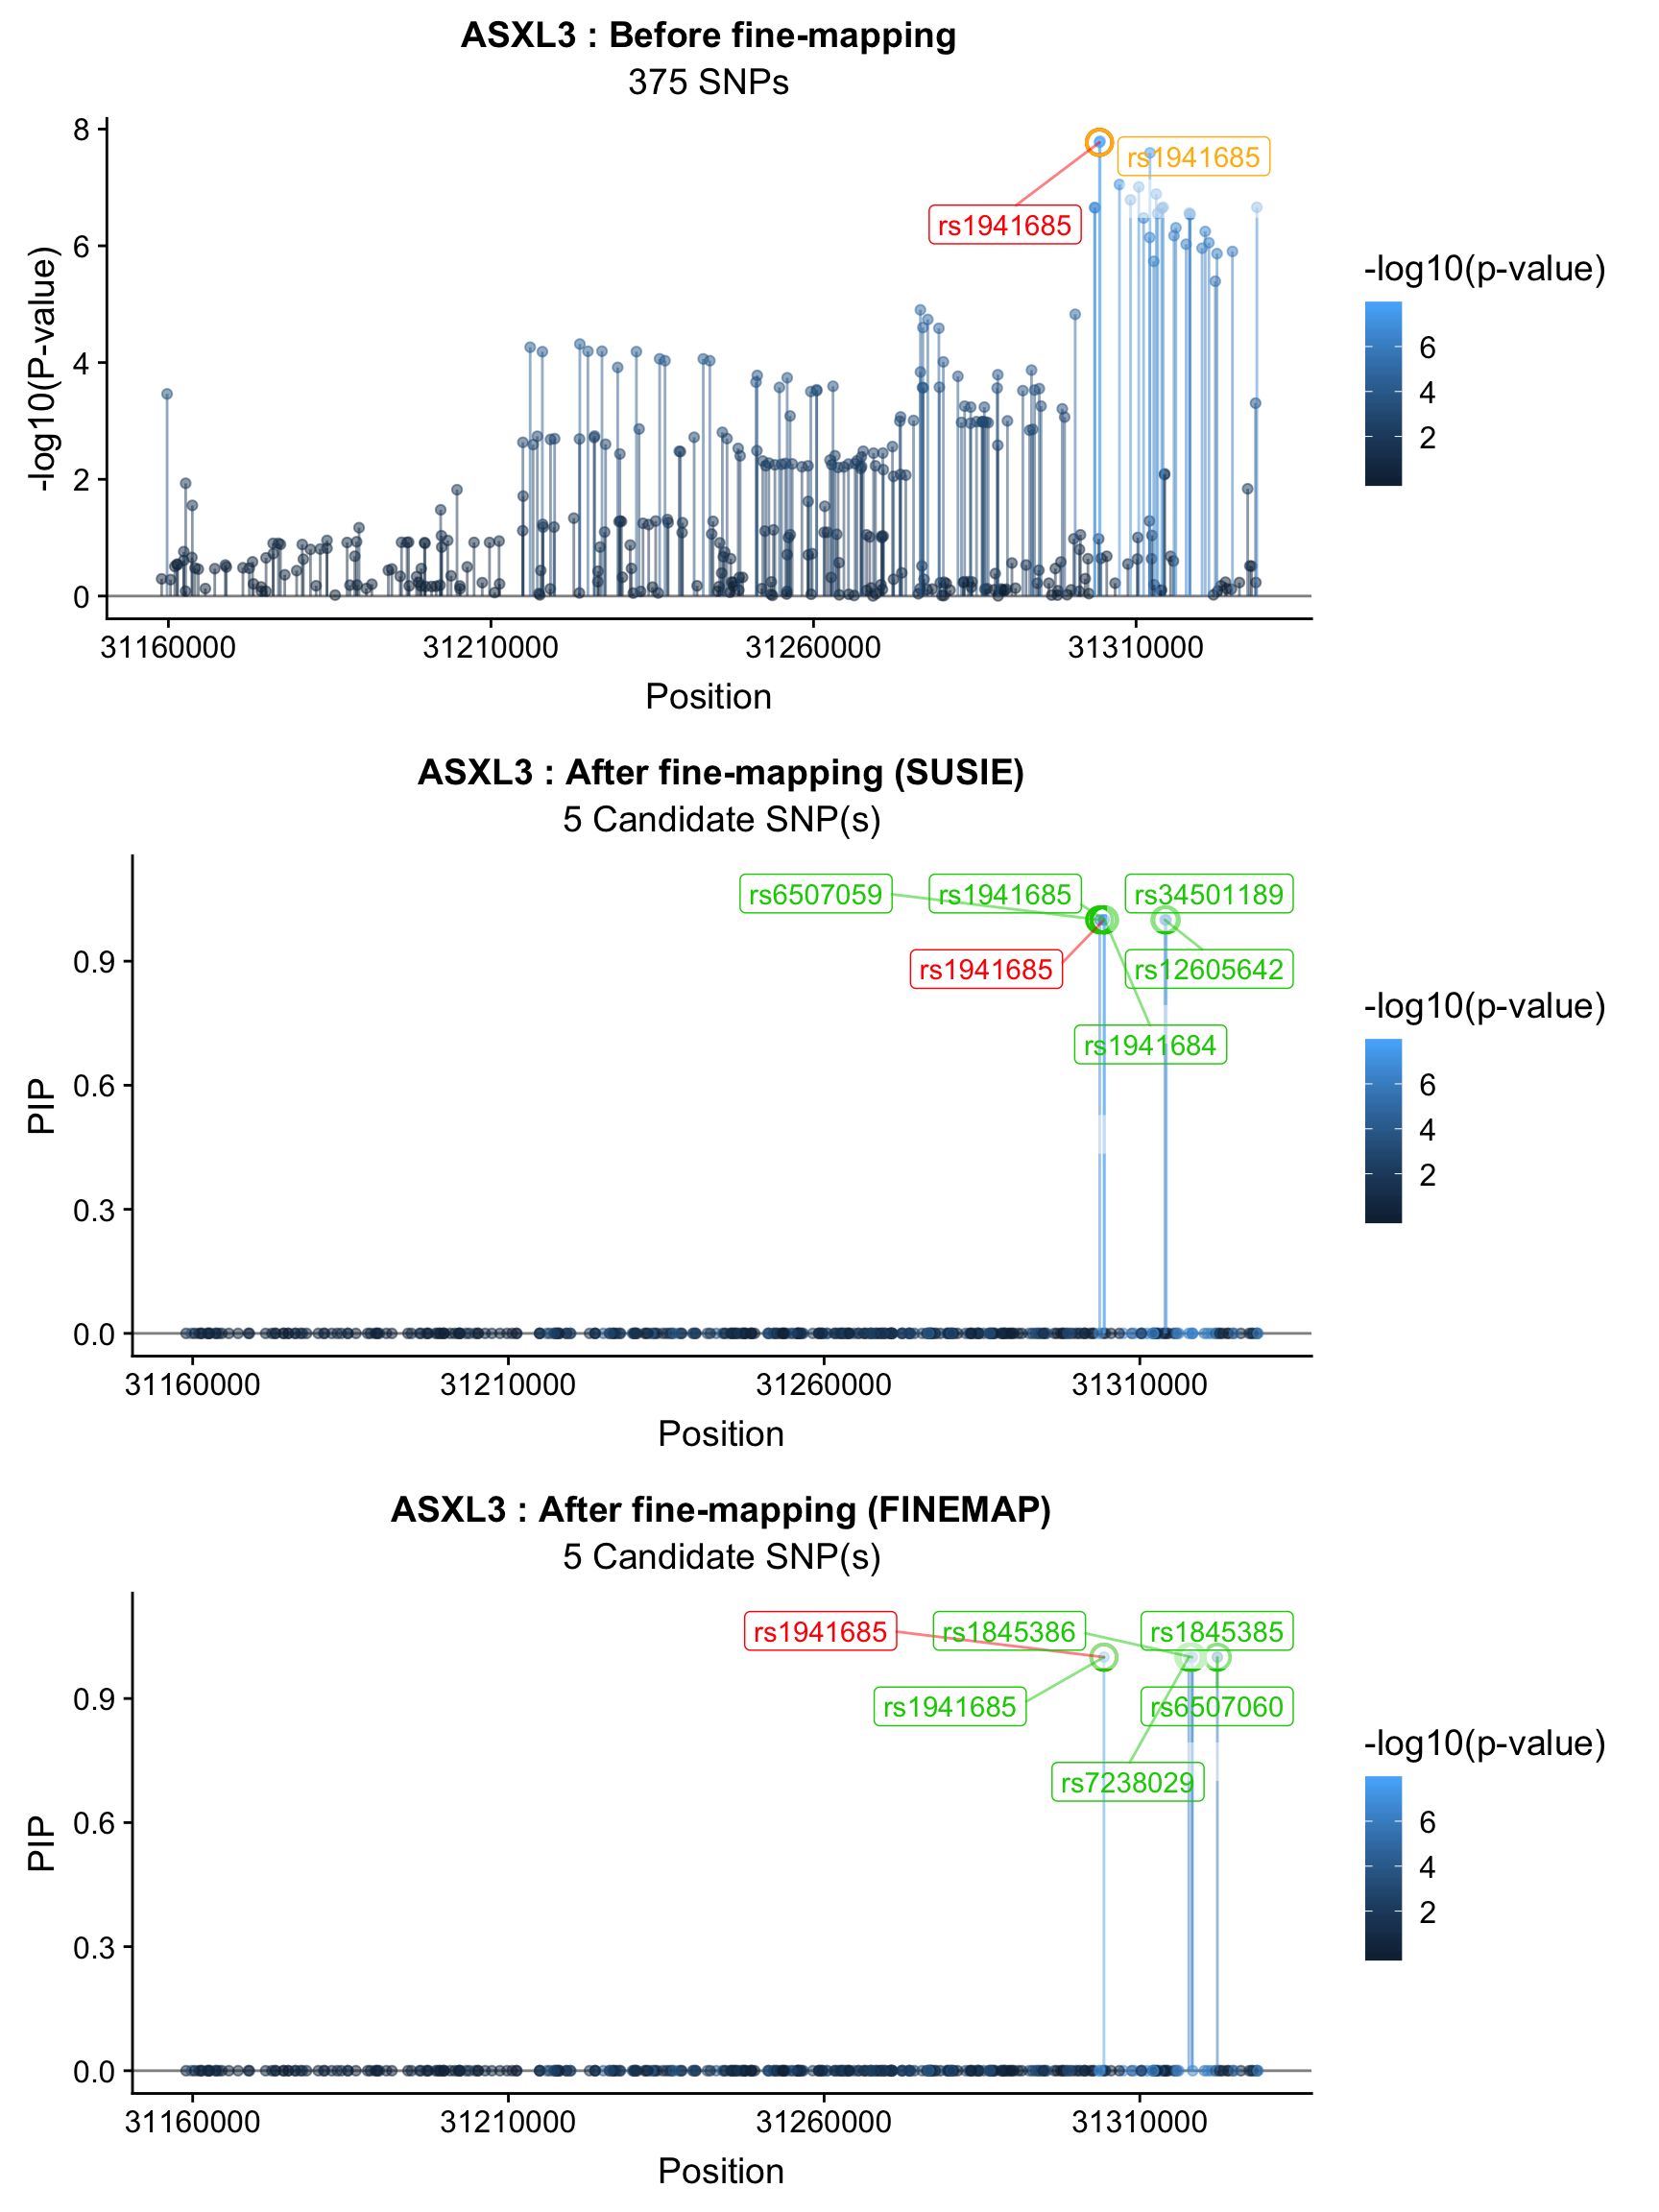 ASXL3 : Before fine-mapping
375 SNPs
-log10(P-value)
8
6
4
2
0
rs1941685
rs1941685
31160000 31210000 31260000 31310000
Position
-log10(p-value)
6
4
2
ASXL3 : After fine-mapping (SUSIE)
5 Candidate SNP(s)
PIP
0.9
0.6
0.3
0.0
rs6507059 rs1941685 rs34501189
rs1941685 rs12605642
rs1941684
31160000 31210000 31260000 31310000
Position
-log10(p-value)
6
4
2
ASXL3 : After fine-mapping (FINEMAP)
5 Candidate SNP(s)
PIP
0.9
0.6
0.3
0.0
rs1941685 rs1845386 rs1845385
rs1941685 rs6507060
rs7238029
31160000 31210000 31260000 31310000
Position
-log10(p-value)
6
4
2